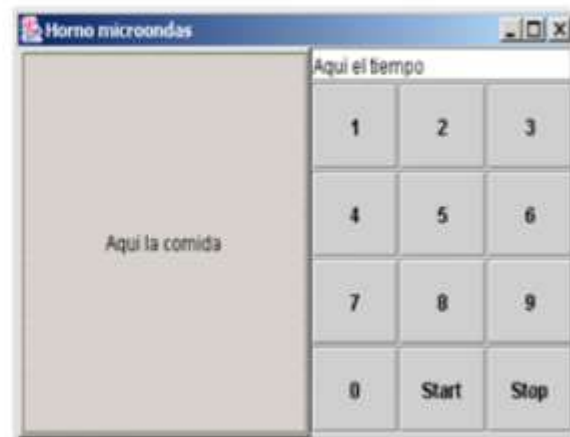 Horno microondas
Aqui el tiempo
1 2 3
4 5 6
Aqui la comida
7 8 9
0 Start Stop